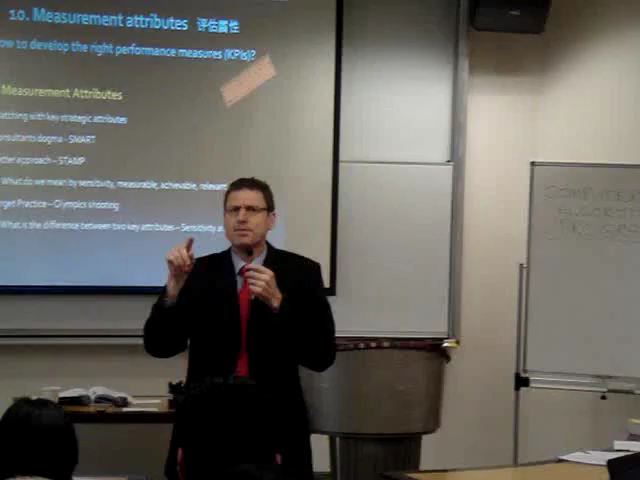 10. Measurement attributes 评估属性
ow to develop the right performance measures (KPIs)?
Measurement Attributes
atching with key strategic attributes
onsultants dogma - SMART
etter approach - STAMP
What do we mean by sensitivity, measurable, achievable, relevant
rget Practice - Olympics shooting
What is the difference between two key attributes - Sensitivity a
COMPUTER